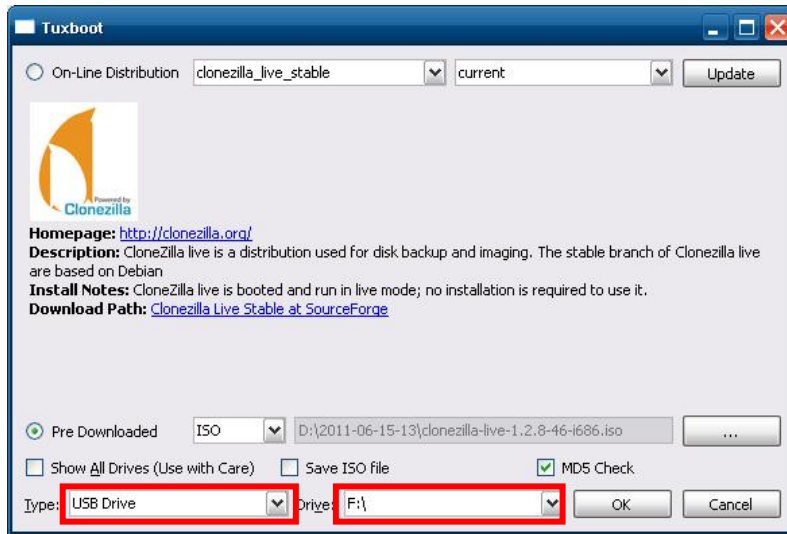 Tuxboot
On-Line Distribution clonezilla_live_stable current Update
Powered by
Clonezilla
Homepage: http://clonezilla.org/
Description: CloneZilla live is a distribution used for disk backup and imaging. The stable branch of Clonezilla live
are based on Debian
Install Notes: CloneZilla live is booted and run in live mode; no installation is required to use it.
Download Path: Clonezilla Live Stable at SourceForge
Pre Downloaded ISO D:\2011-06-15-13\clonezilla-live-1.2.8-46-i686.iso ...
Show All Drives (Use with Care) Save ISO file MD5 Check
Type: USB Drive Drive: F:\ OK Cancel